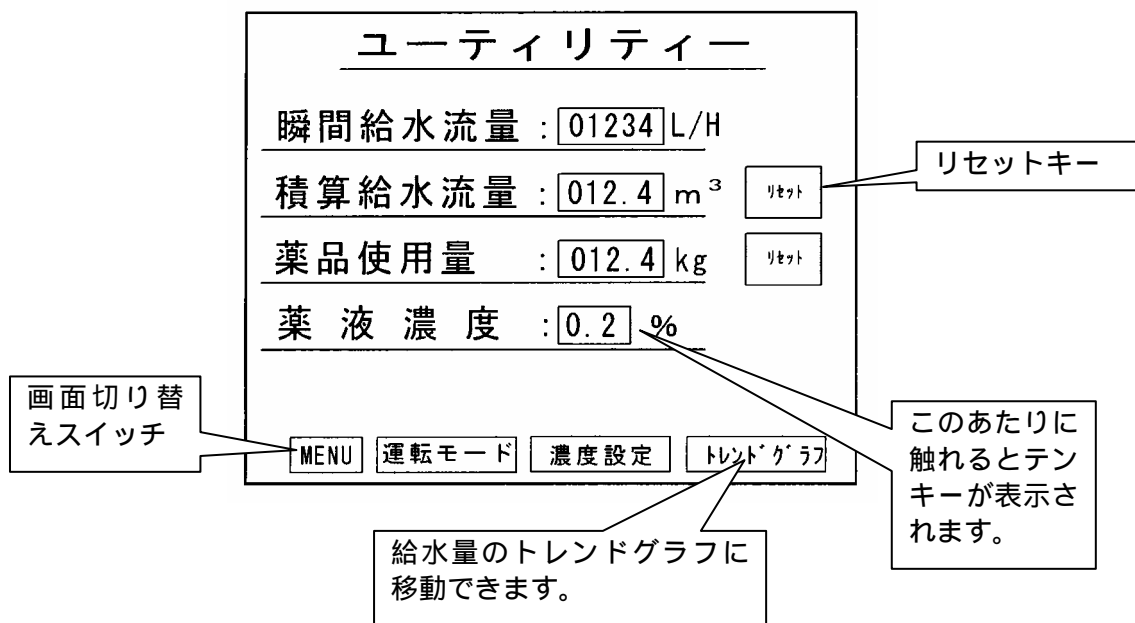 ユーティリティー
瞬間給水流量 : 01234 L/H
積算給水流量 : 012.4 m³ リセット
リセットキー
薬品使用量 : 012.4 kg リセット
薬液濃度 : 0.2 %
画面切り替
えスイッチ
MENU 運転モード 濃度設定 トレンドグラフ
このあたりに
触れるとテン
キーが表示さ
れます。
給水量のトレンドグラフに
移動できます。